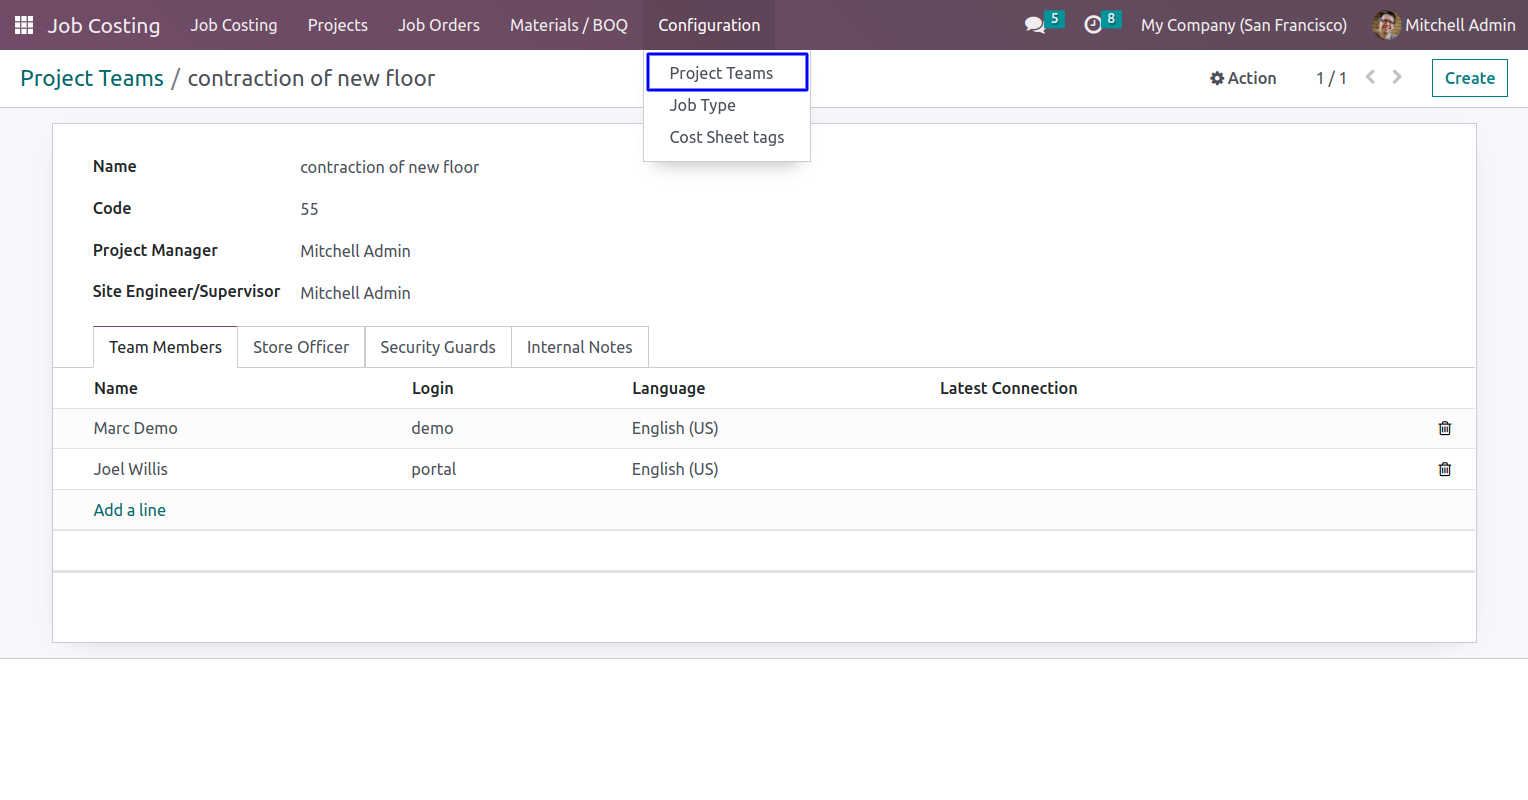 Job Costing Job Costing Projects Job Orders Materials / BOQ Configuration 5 8 My Company (San Francisco) Mitchell Admin
Project Teams / contraction of new floor Action 1 / 1 Create
Project Teams
Job Type
Cost Sheet tags
Name contraction of new floor
Code 55
Project Manager Mitchell Admin
Site Engineer/Supervisor Mitchell Admin
Team Members Store Officer Security Guards Internal Notes
Name Login Language Latest Connection
Marc Demo demo English (US)
Joel Willis portal English (US)
Add a line